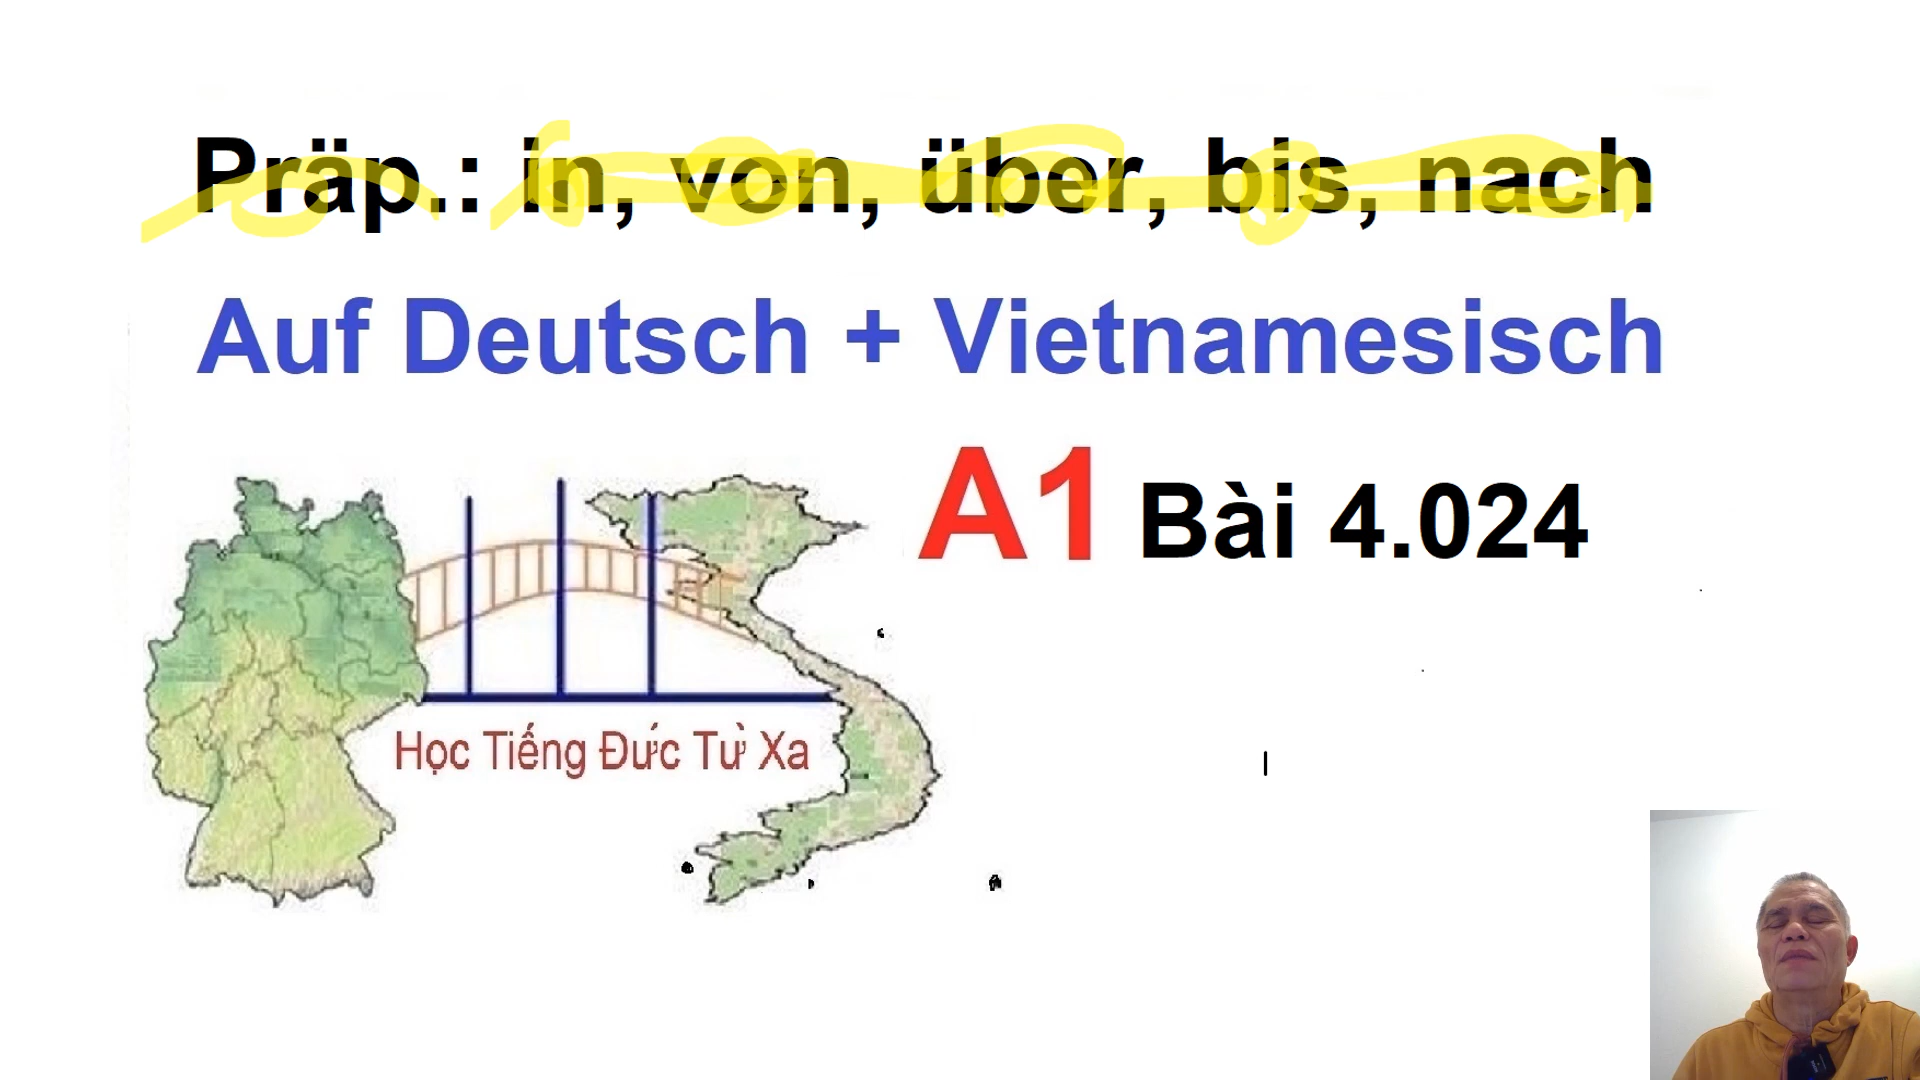 Präp.: in, von, über, bis, nach
Auf Deutsch + Vietnamesisch
A1 Bài 4.024
Học Tiếng Đức Từ Xa